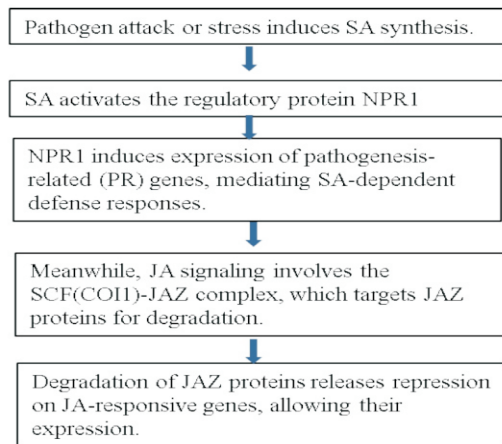 Pathogen attack or stress induces SA synthesis.
SA activates the regulatory protein NPR1
NPR1 induces expression of pathogenesis-
related (PR) genes, mediating SA-dependent
defense responses.
Meanwhile, JA signaling involves the
SCF(COI1)-JAZ complex, which targets JAZ
proteins for degradation.
Degradation of JAZ proteins releases repression
on JA-responsive genes, allowing their
expression.